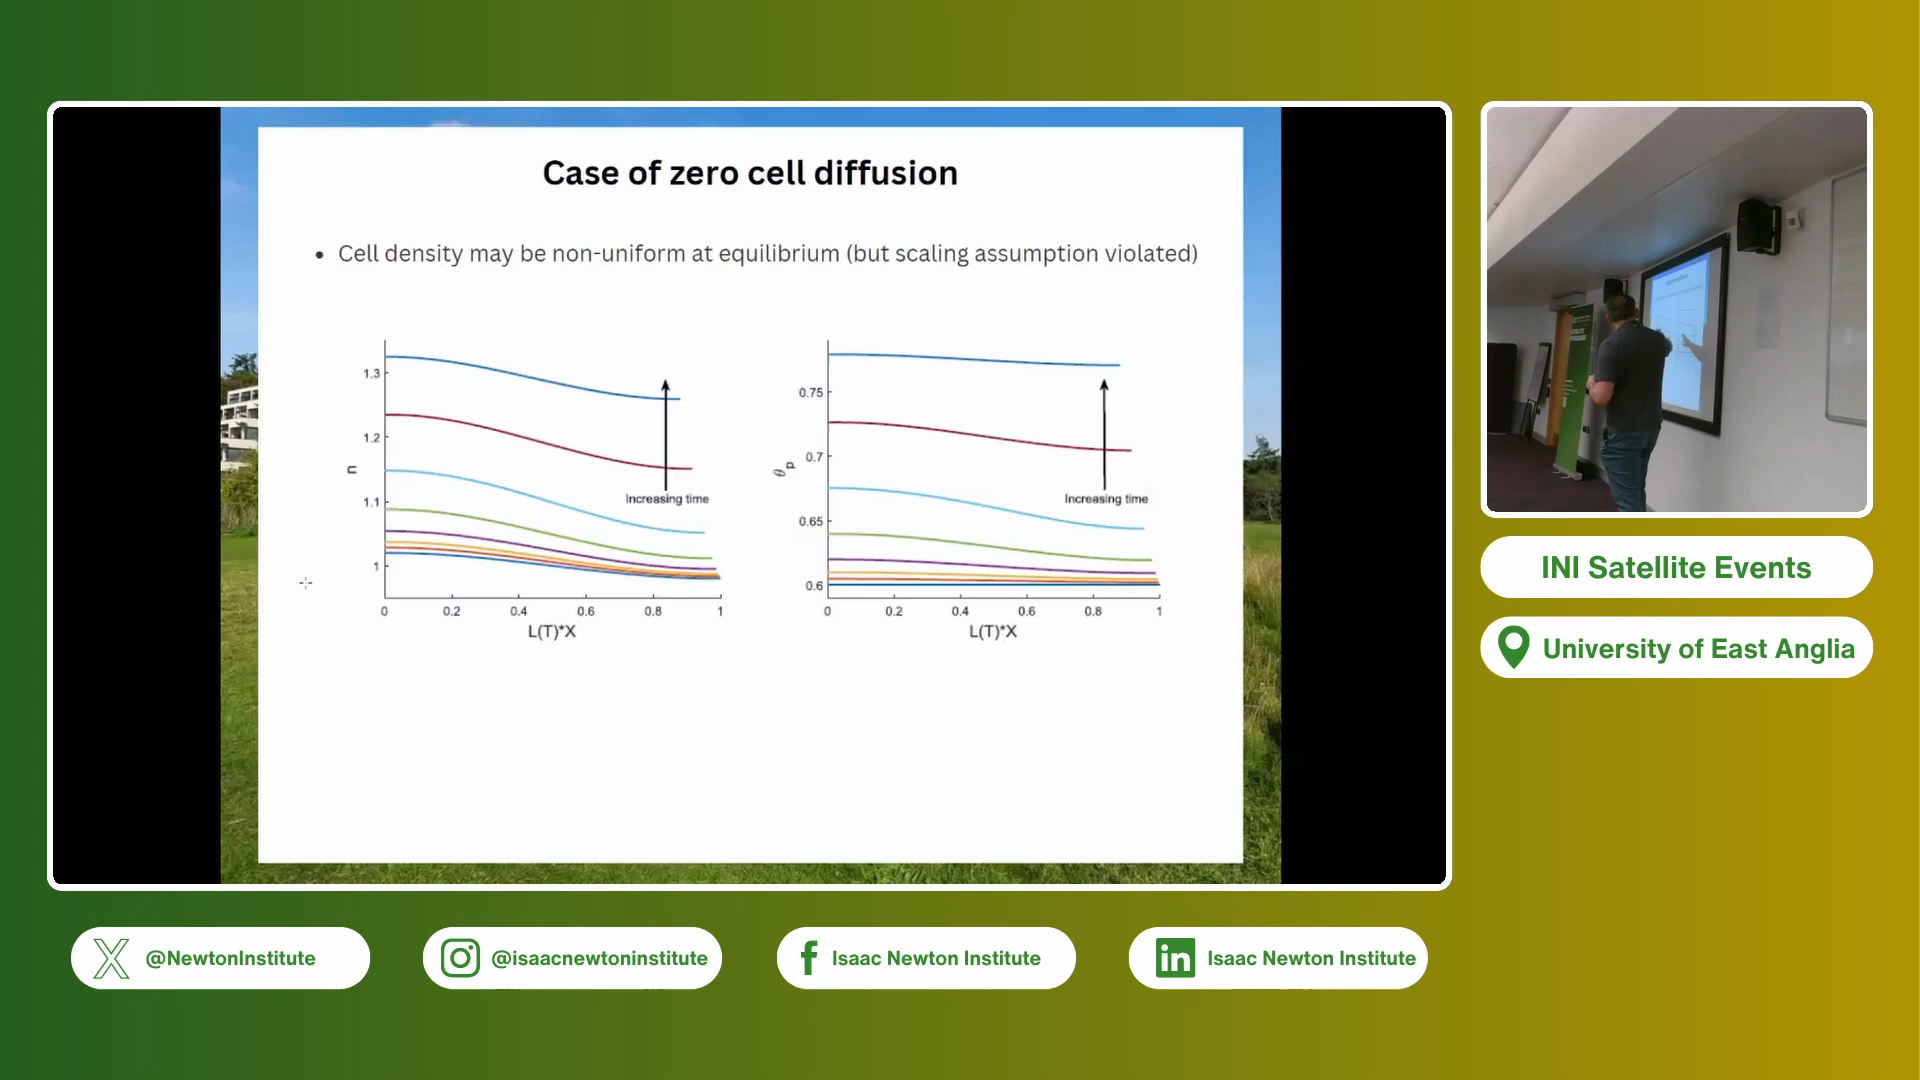 Case of zero cell diffusion
• Cell density may be non-uniform at equilibrium (but scaling assumption violated)
1.3
1.2
1.1
1
n
0
0.2
0.4
0.6
0.8
1
L(T)*X
Increasing time
0.75
0.7
0.65
0.6
θp
0
0.2
0.4
0.6
0.8
1
L(T)*X
Increasing time
INI Satellite Events
University of East Anglia
@NewtonInstitute
@isaacnewtoninstitute
Isaac Newton Institute
Isaac Newton Institute